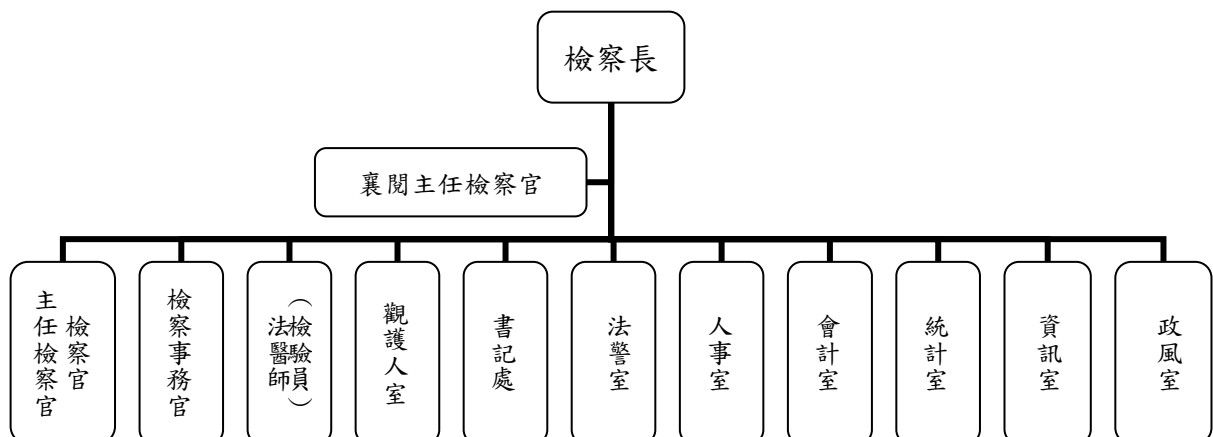 檢察長
襄閱主任檢察官
主任檢察官
檢察官
檢察事務官
法醫師
(檢驗員)
觀護人室
書記處
法警室
人事室
會計室
統計室
資訊室
政風室